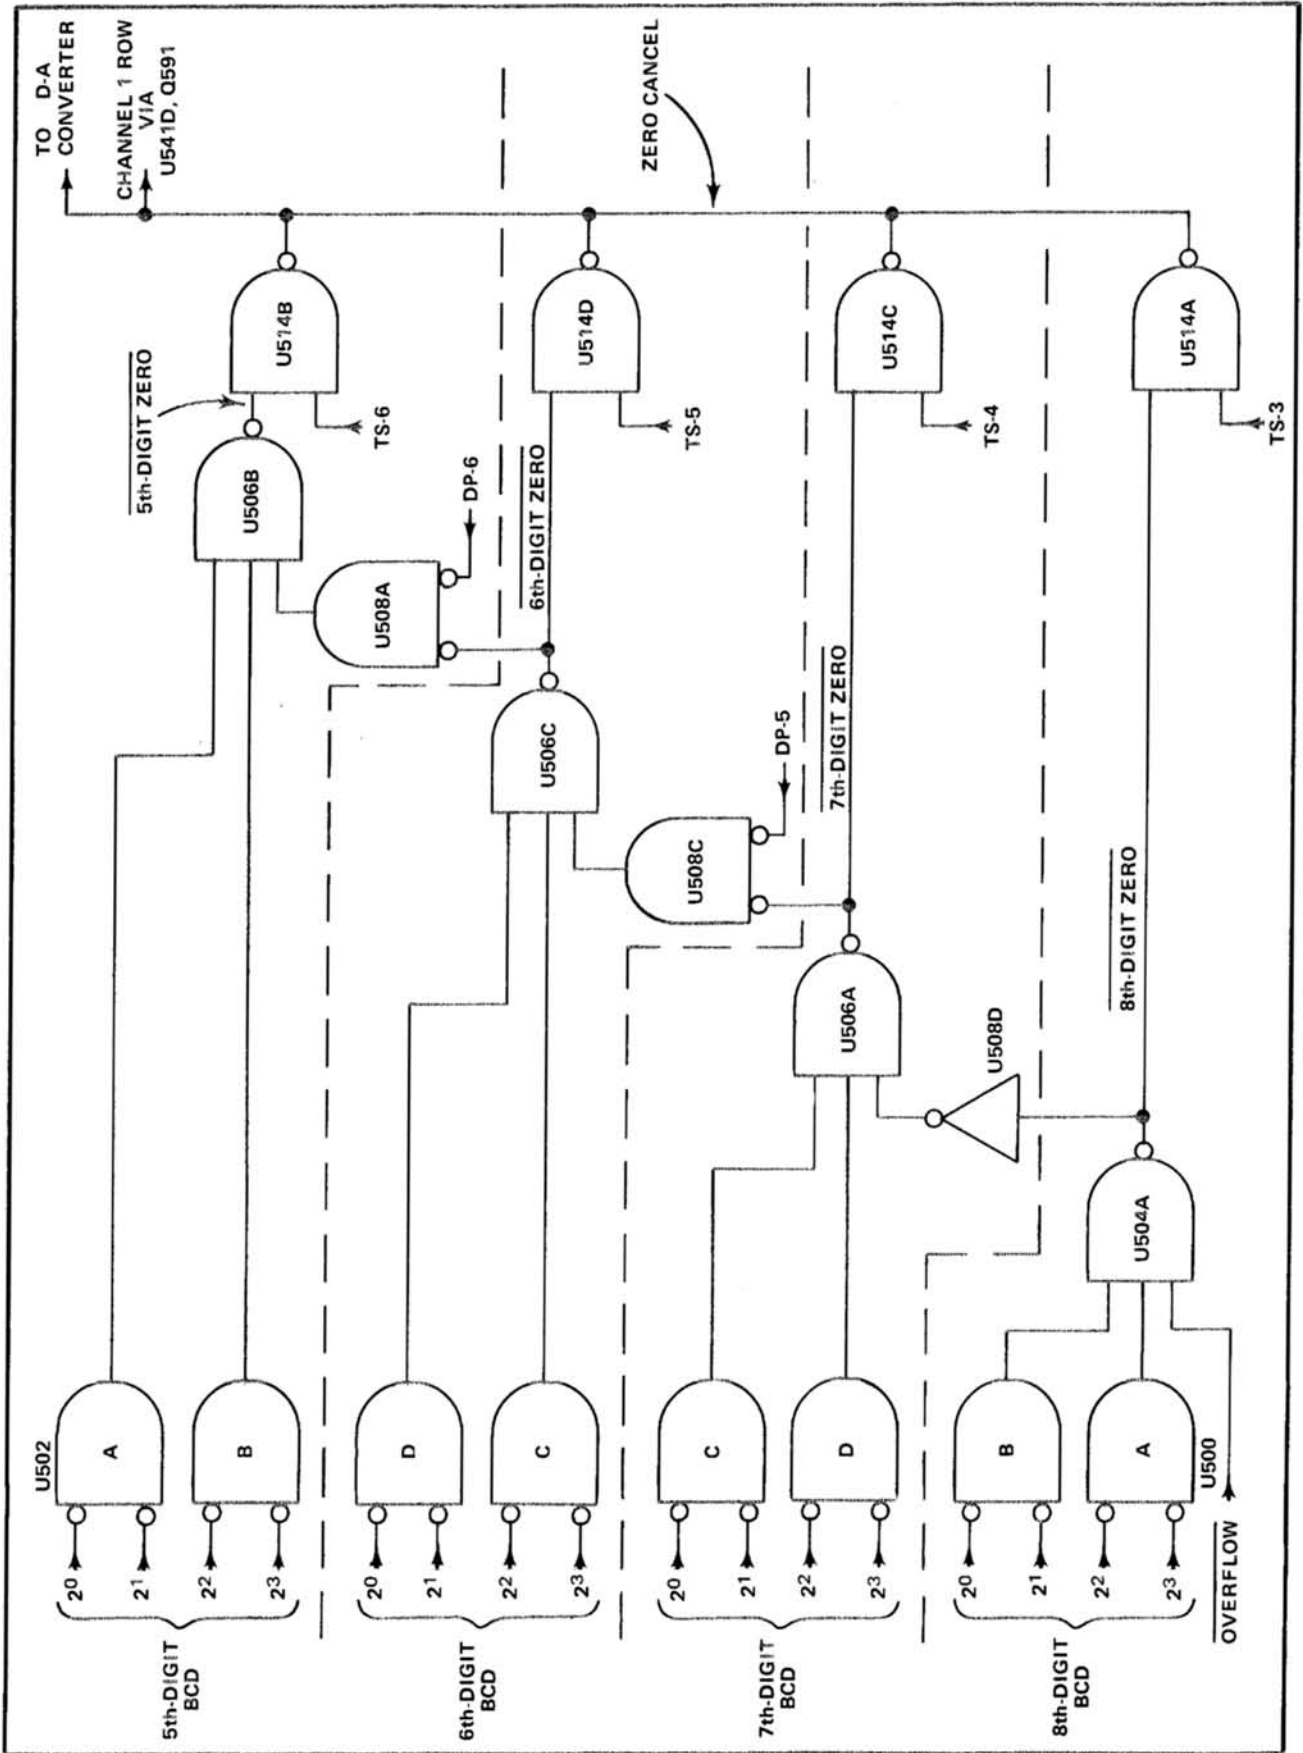 TO D-A
CONVERTER
CHANNEL 1 ROW
VIA
U541D, Q591
ZERO CANCEL
5th-DIGIT ZERO
U514B
TS-6
U506B
U508A
DP-6
U502
A
B
2⁰
2¹
2²
2³
5th-DIGIT
BCD
6th-DIGIT ZERO
U514D
TS-5
U506C
U508C
DP-5
D
C
2⁰
2¹
2²
2³
6th-DIGIT
BCD
7th-DIGIT ZERO
U514C
TS-4
U506A
U508D
C
D
2⁰
2¹
2²
2³
7th-DIGIT
BCD
8th-DIGIT ZERO
U514A
TS-3
U504A
B
A
U500
2⁰
2¹
2²
2³
8th-DIGIT
BCD
OVERFLOW